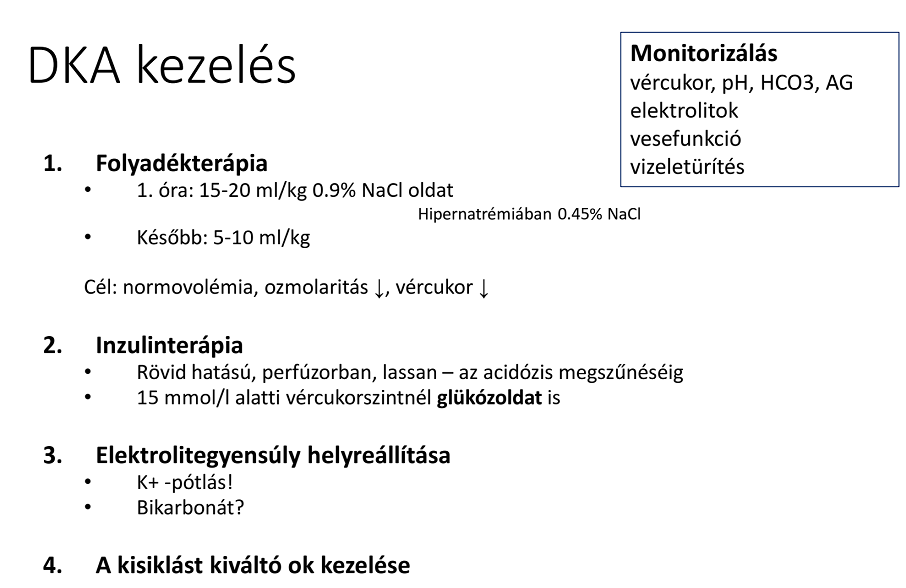 DKA kezelés
Monitorizálás
vércukor, pH, HCO3, AG
elektrolitok
vesefunkció
vizeletürítés
1. Folyadékterápia
• 1. óra: 15-20 ml/kg 0.9% NaCl oldat
Hipernatrémiában 0.45% NaCl
• Később: 5-10 ml/kg
Cél: normovolémia, ozmolaritás ↓, vércukor ↓
2. Inzulinterápia
• Rövid hatású, perfúzorban, lassan – az acidózis megszűnéséig
• 15 mmol/l alatti vércukorszintnél glükózoldat is
3. Elektrolitegyensúly helyreállítása
• K+ -pótlás!
• Bikarbonát?
4. A kisiklást kiváltó ok kezelése